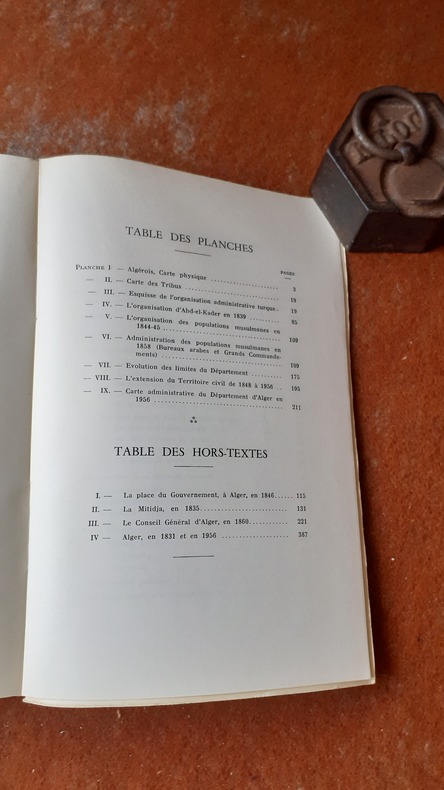 TABLE DES PLANCHES
PAGES
PLANCHE I — Algérois, Carte physique 3
— II. — Carte des Tribus 19
— III. — Esquisse de l'organisation administrative turque. 19
— IV. — L'organisation d'Abd-el-Kader en 1839 85
— V. — L'organisation des populations musulmanes en
1844-45 109
— VI. — Administration des populations musulmanes en
1858 (Bureaux arabes et Grands Commande-
ments) 109
— VII. — Evolution des limites du Département 175
— VIII. — L'extension du Territoire civil de 1848 à 1956 195
— IX. — Carte administrative du Département d'Alger en
1956 211
TABLE DES HORS-TEXTES
I. — La place du Gouvernement, à Alger, en 1846...... 115
II. — La Mitidja, en 1835 131
III. — Le Conseil Général d'Alger, en 1860 221
IV — Alger, en 1831 et en 1956 387